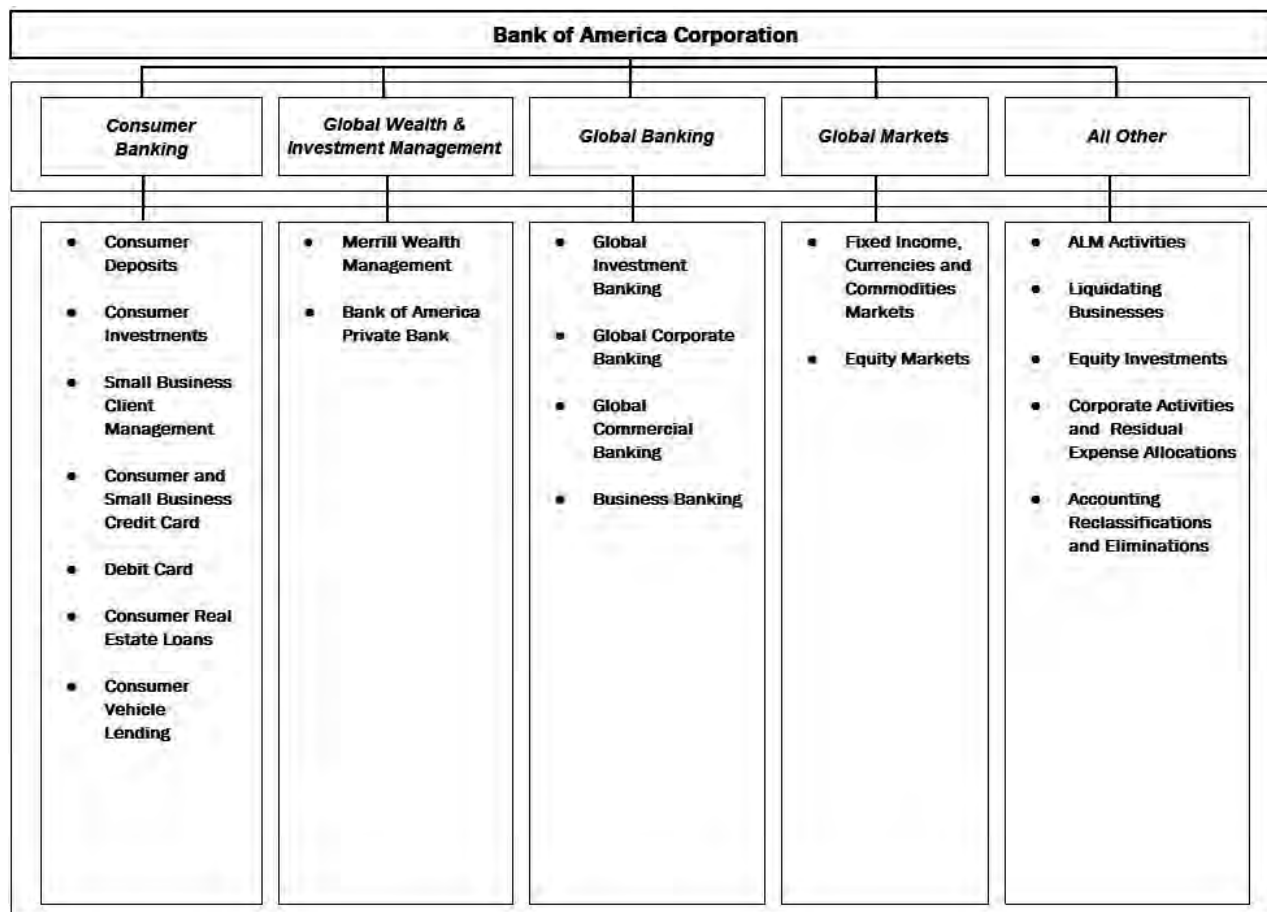 Bank of America Corporation
Consumer
Banking
Global Wealth &
Investment Management
Global Banking
Global Markets
All Other
• Consumer
Deposits
• Consumer
Investments
• Small Business
Client
Management
• Consumer and
Small Business
Credit Card
• Debit Card
• Consumer Real
Estate Loans
• Consumer
Vehicle
Lending
• Merrill Wealth
Management
• Bank of America
Private Bank
• Global
Investment
Banking
• Global Corporate
Banking
• Global
Commercial
Banking
• Business Banking
• Fixed Income,
Currencies and
Commodities
Markets
• Equity Markets
• ALM Activities
• Liquidating
Businesses
• Equity Investments
• Corporate Activities
and Residual
Expense Allocations
• Accounting
Reclassifications
and Eliminations